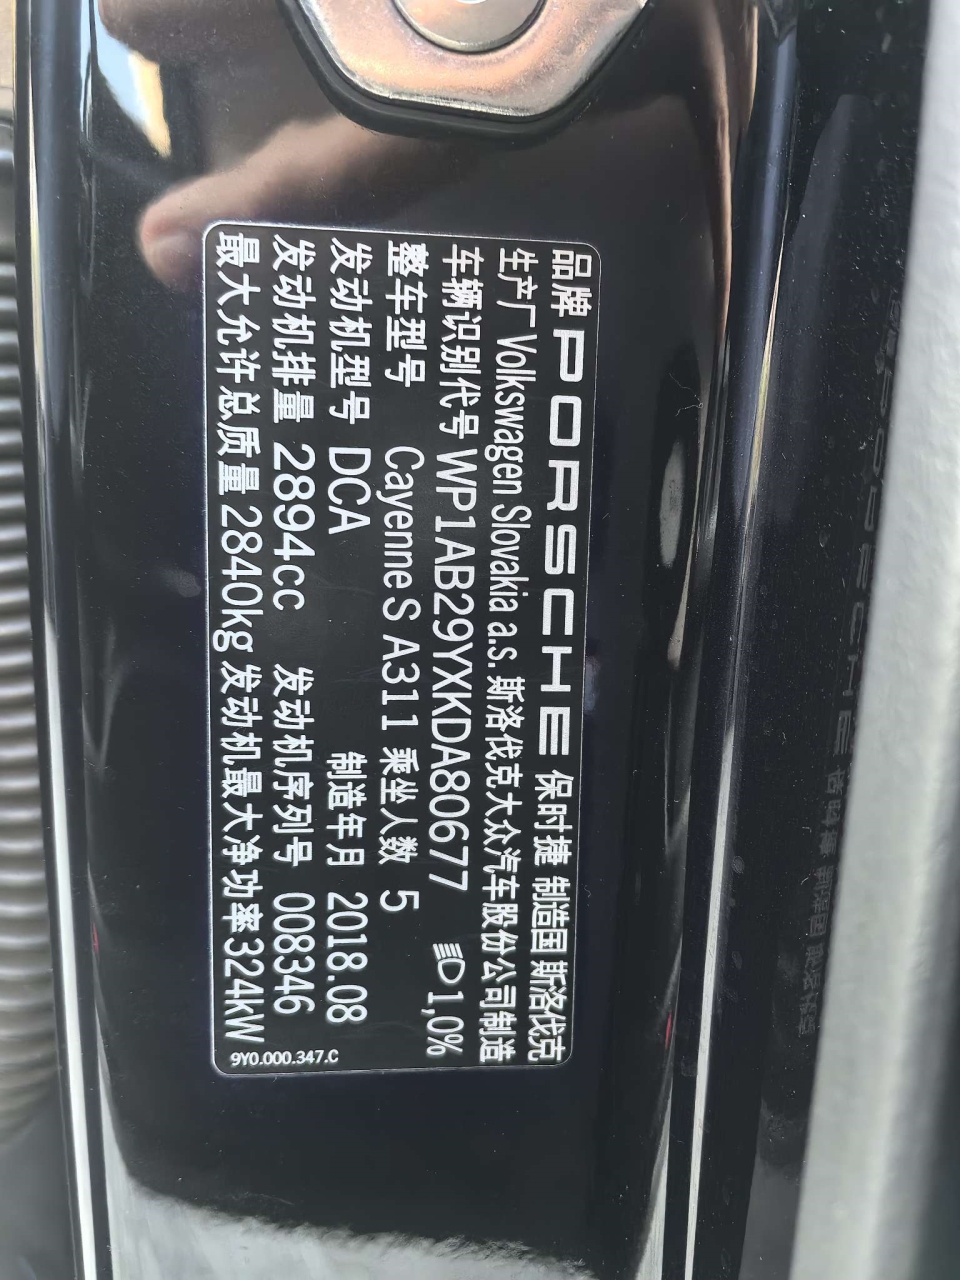 品牌 PORSCHE 保时捷 制造国 斯洛伐克
生产厂 Volkswagen Slovakia a.s. 斯洛伐克大众汽车股份公司制造
车辆识别代号 WP1AB29YXKDA80677 1,0%
整车型号 Cayenne S A311 乘坐人数 5
发动机型号 DCA 制造年月 2018.08
发动机排量 2894cc 发动机序列号 008346
最大允许总质量 2840kg 发动机最大净功率324kW
9Y0.000.347.C